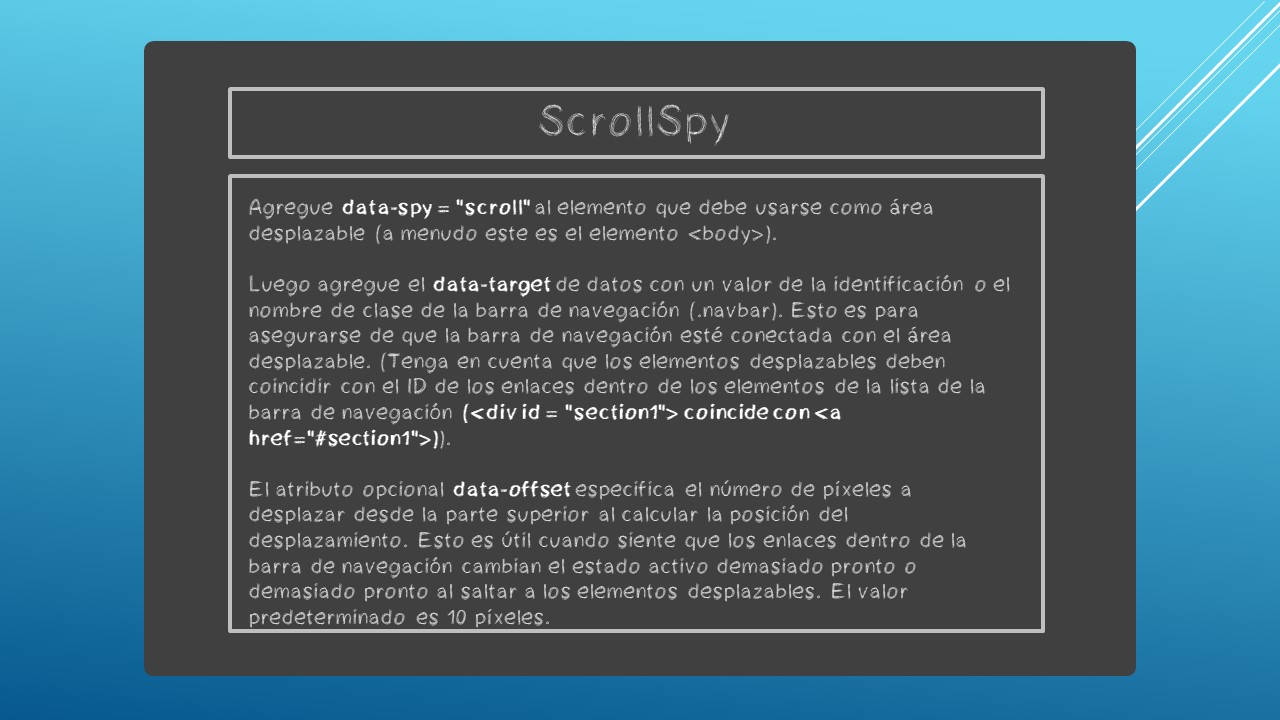 ScrollSpy
Agregue data-spy = "scroll" al elemento que debe usarse como área
desplazable (a menudo este es el elemento <body>).
Luego agregue el data-target de datos con un valor de la identificación o el
nombre de clase de la barra de navegación (.navbar). Esto es para
asegurarse de que la barra de navegación esté conectada con el área
desplazable. (Tenga en cuenta que los elementos desplazables deben
coincidir con el ID de los enlaces dentro de los elementos de la lista de la
barra de navegación (<div id = "section1"> coincide con <a
href="#section1">)).
El atributo opcional data-offset especifica el número de píxeles a
desplazar desde la parte superior al calcular la posición del
desplazamiento. Esto es útil cuando siente que los enlaces dentro de la
barra de navegación cambian el estado activo demasiado pronto o
demasiado pronto al saltar a los elementos desplazables. El valor
predeterminado es 10 píxeles.